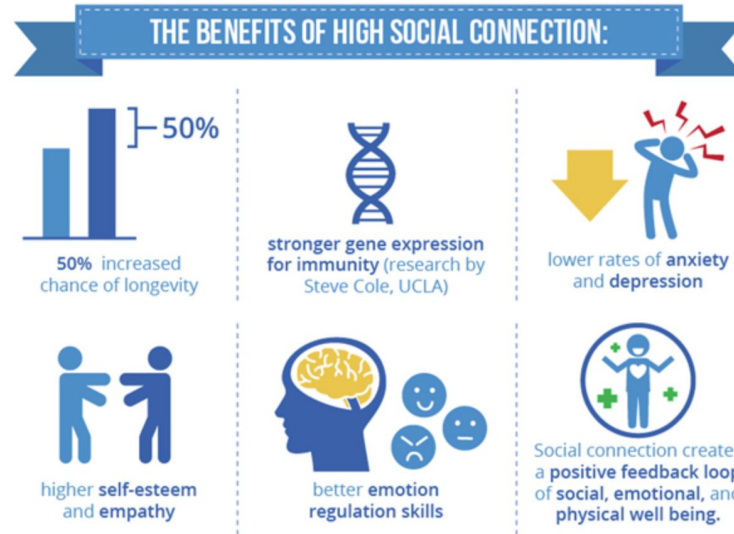 THE BENEFITS OF HIGH SOCIAL CONNECTION:
50%
50% increased
chance of longevity
stronger gene expression
for immunity (research by
Steve Cole, UCLA)
lower rates of anxiety
and depression
higher self-esteem
and empathy
better emotion
regulation skills
Social connection create
a positive feedback loop
of social, emotional, and
physical well being.